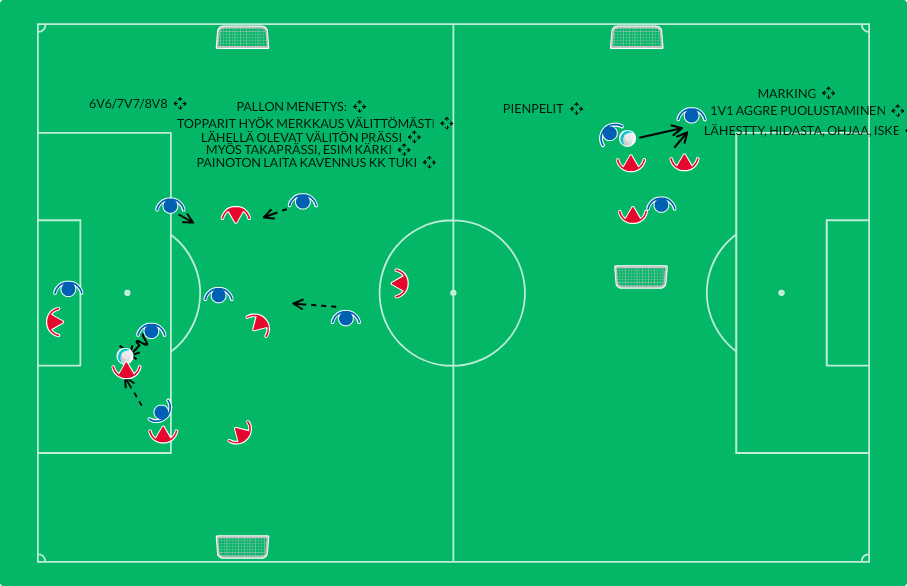 6V6/7V7/8V8
PALLON MENETYS:
TOPPARIT HYÖK MERKKAUS VÄLITTÖMÄSTI
LÄHELLÄ OLEVAT VÄLITÖN PRÄSSI
MYÖS TAKAPRÄSSI, ESIM KÄRKI
PAINOTON LAITA KAVENNUS KK TUKI
PIENPELIT
MARKING
1V1 AGGRE PUOLUSTAMINEN
LÄHESTTY, HIDASTA, OHJAA, ISKE